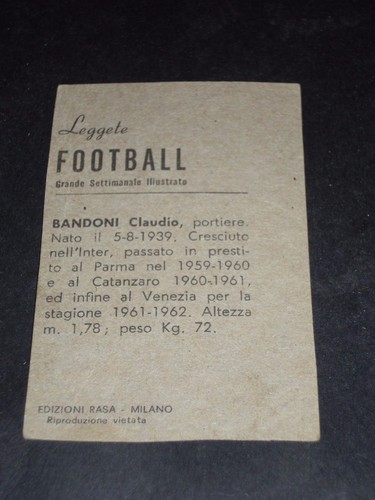 Leggete
FOOTBALL
Grande Settimanale Illustrato
BANDONI Claudio, portiere.
Nato il 5-8-1939. Cresciuto
nell'Inter, passato in presti-
to al Parma nel 1959-1960
e al Catanzaro 1960-1961,
ed infine al Venezia per la
stagione 1961-1962. Altezza
m. 1,78; peso Kg. 72.
EDIZIONI RASA - MILANO
Riproduzione vietata